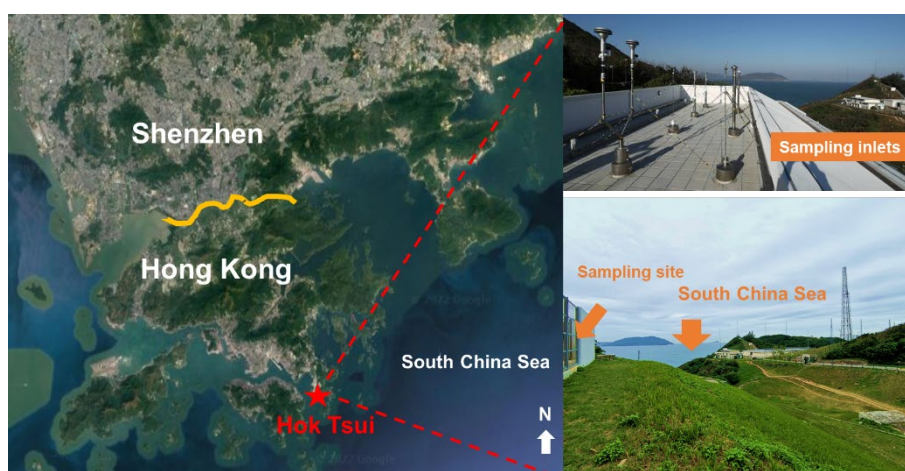 Shenzhen
Hong Kong
South China Sea
N
Hok Tsui
Sampling inlets
Sampling site
South China Sea